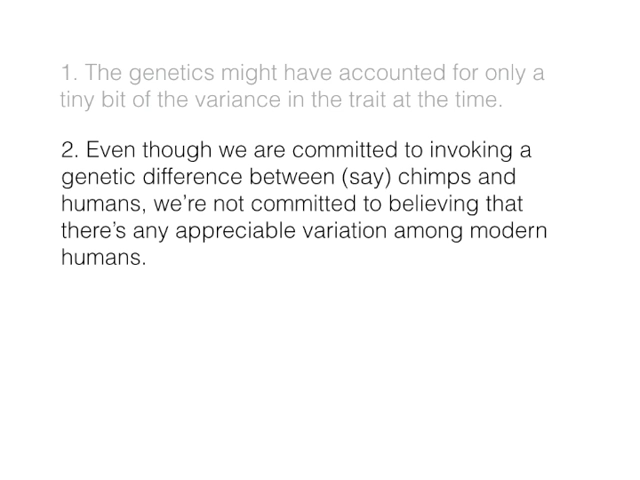 1. The genetics might have accounted for only a
tiny bit of the variance in the trait at the time.
2. Even though we are committed to invoking a
genetic difference between (say) chimps and
humans, we're not committed to believing that
there's any appreciable variation among modern
humans.